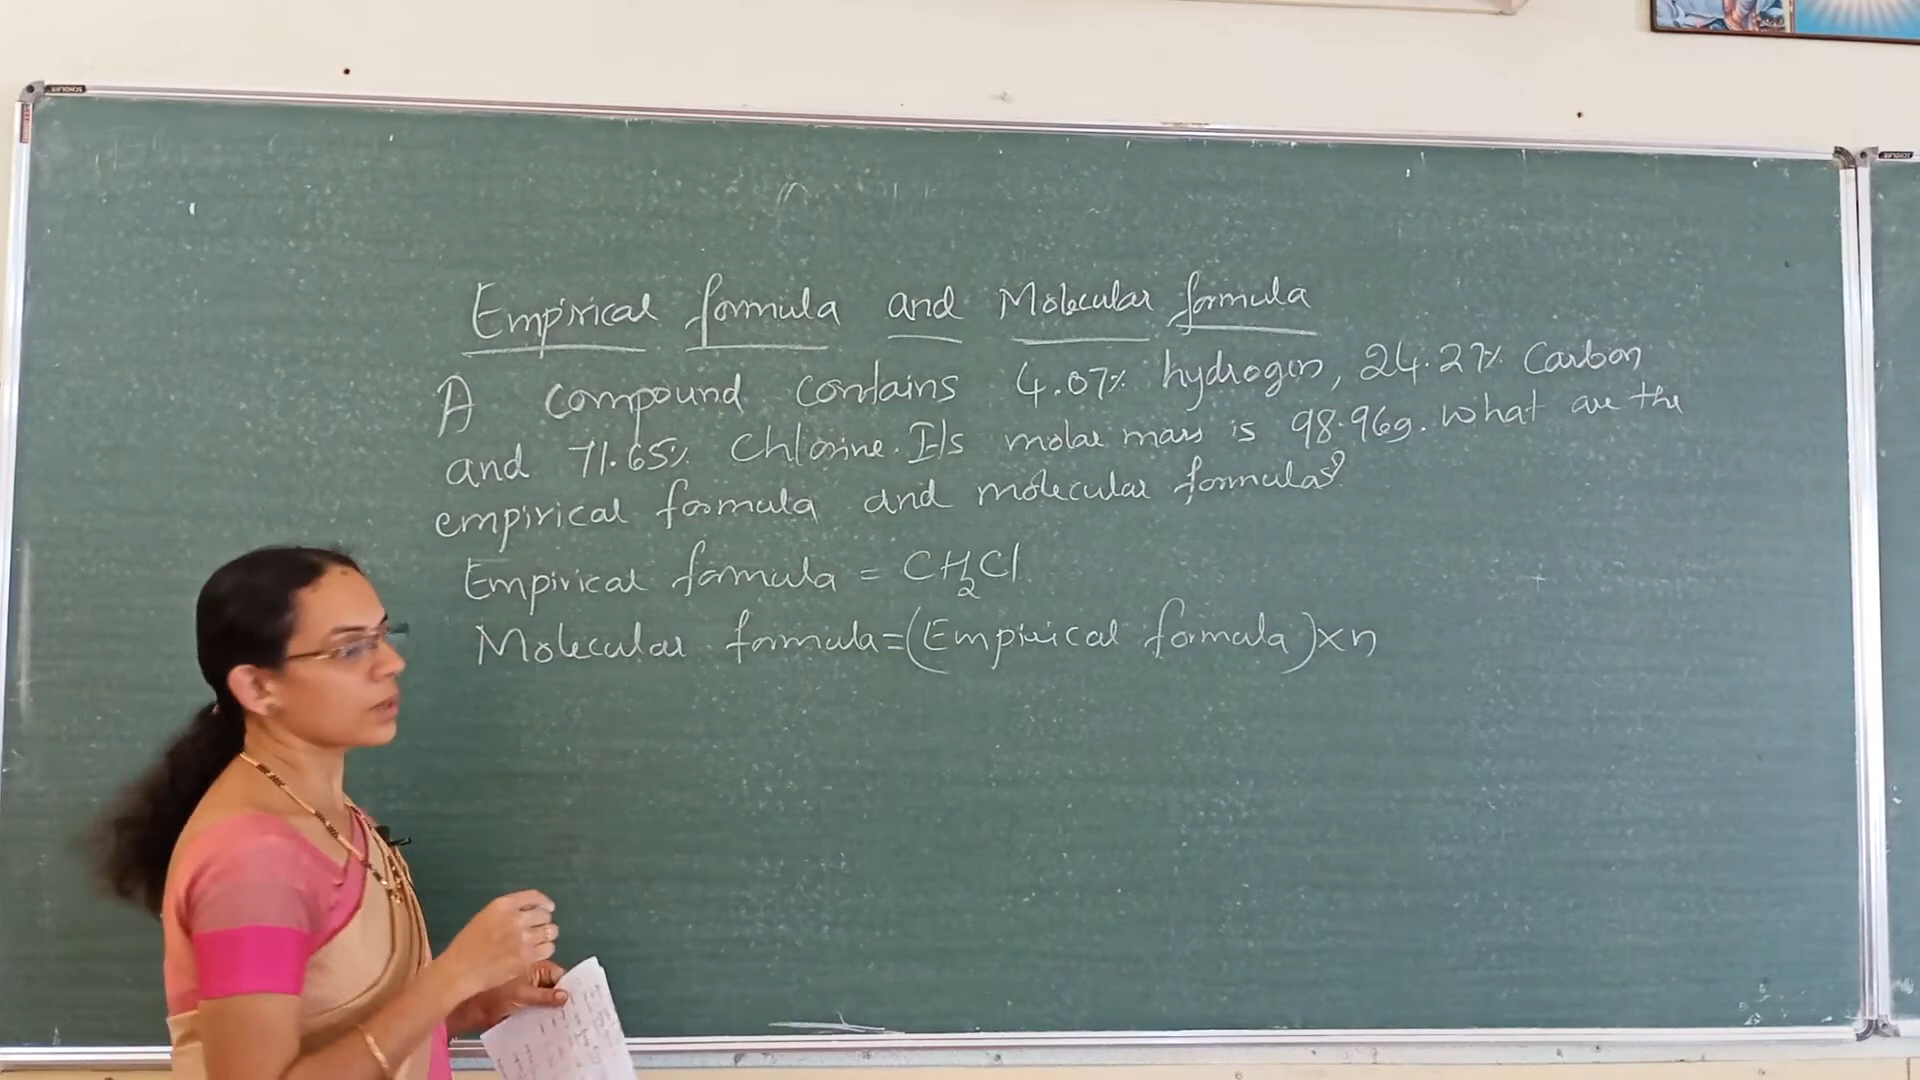 Empirical formula and Molecular formula
A compound contains 4.07% hydrogen, 24.27% Carbon
and 71.65% Chlorine. Its molar mass is 98.96g. What are the
empirical formula and molecular formulas?
Empirical formula = CH₂Cl
Molecular formula=(Empirical formula)×n